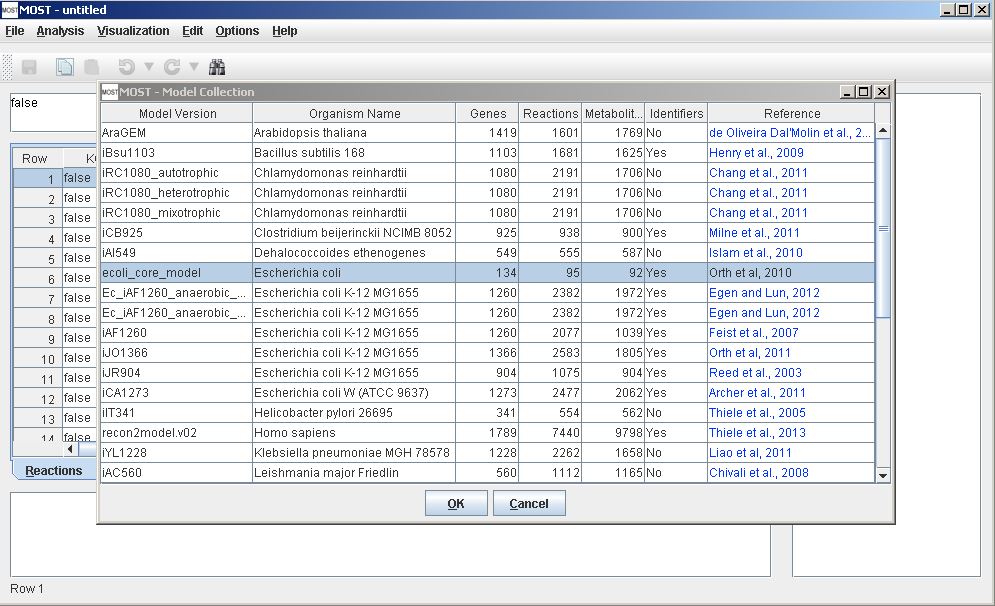 MOST MOST - untitled
File Analysis Visualization Edit Options Help
false
Row
1 false
2 false
3 false
4 false
5 false
6 false
7 false
8 false
9 false
10 false
11 false
12 false
13 false
14 false
Reactions
MOST MOST - Model Collection
Model Version Organism Name Genes Reactions Metabolit... Identifiers Reference
AraGEM Arabidopsis thaliana 1419 1601 1769 No de Oliveira Dal'Molin et al., 2...
iBsu1103 Bacillus subtilis 168 1103 1681 1625 Yes Henry et al., 2009
iRC1080_autotrophic Chlamydomonas reinhardtii 1080 2191 1706 No Chang et al., 2011
iRC1080_heterotrophic Chlamydomonas reinhardtii 1080 2191 1706 No Chang et al., 2011
iRC1080_mixotrophic Chlamydomonas reinhardtii 1080 2191 1706 No Chang et al., 2011
iCB925 Clostridium beijerinckii NCIMB 8052 925 938 900 Yes Milne et al., 2011
iAI549 Dehalococcoides ethenogenes 549 555 587 No Islam et al., 2010
ecoli_core_model Escherichia coli 134 95 92 Yes Orth et al, 2010
Ec_iAF1260_anaerobic_... Escherichia coli K-12 MG1655 1260 2382 1972 Yes Egen and Lun, 2012
Ec_iAF1260_anaerobic_... Escherichia coli K-12 MG1655 1260 2382 1972 Yes Egen and Lun, 2012
iAF1260 Escherichia coli K-12 MG1655 1260 2077 1039 Yes Feist et al., 2007
iJO1366 Escherichia coli K-12 MG1655 1366 2583 1805 Yes Orth et al, 2011
iJR904 Escherichia coli K-12 MG1655 904 1075 904 Yes Reed et al., 2003
iCA1273 Escherichia coli W (ATCC 9637) 1273 2477 2062 Yes Archer et al., 2011
iIT341 Helicobacter pylori 26695 341 554 562 No Thiele et al., 2005
recon2model.v02 Homo sapiens 1789 7440 9798 Yes Thiele et al., 2013
iYL1228 Klebsiella pneumoniae MGH 78578 1228 2262 1658 No Liao et al, 2011
iAC560 Leishmania major Friedlin 560 1112 1165 No Chivali et al., 2008
OK Cancel
Row 1